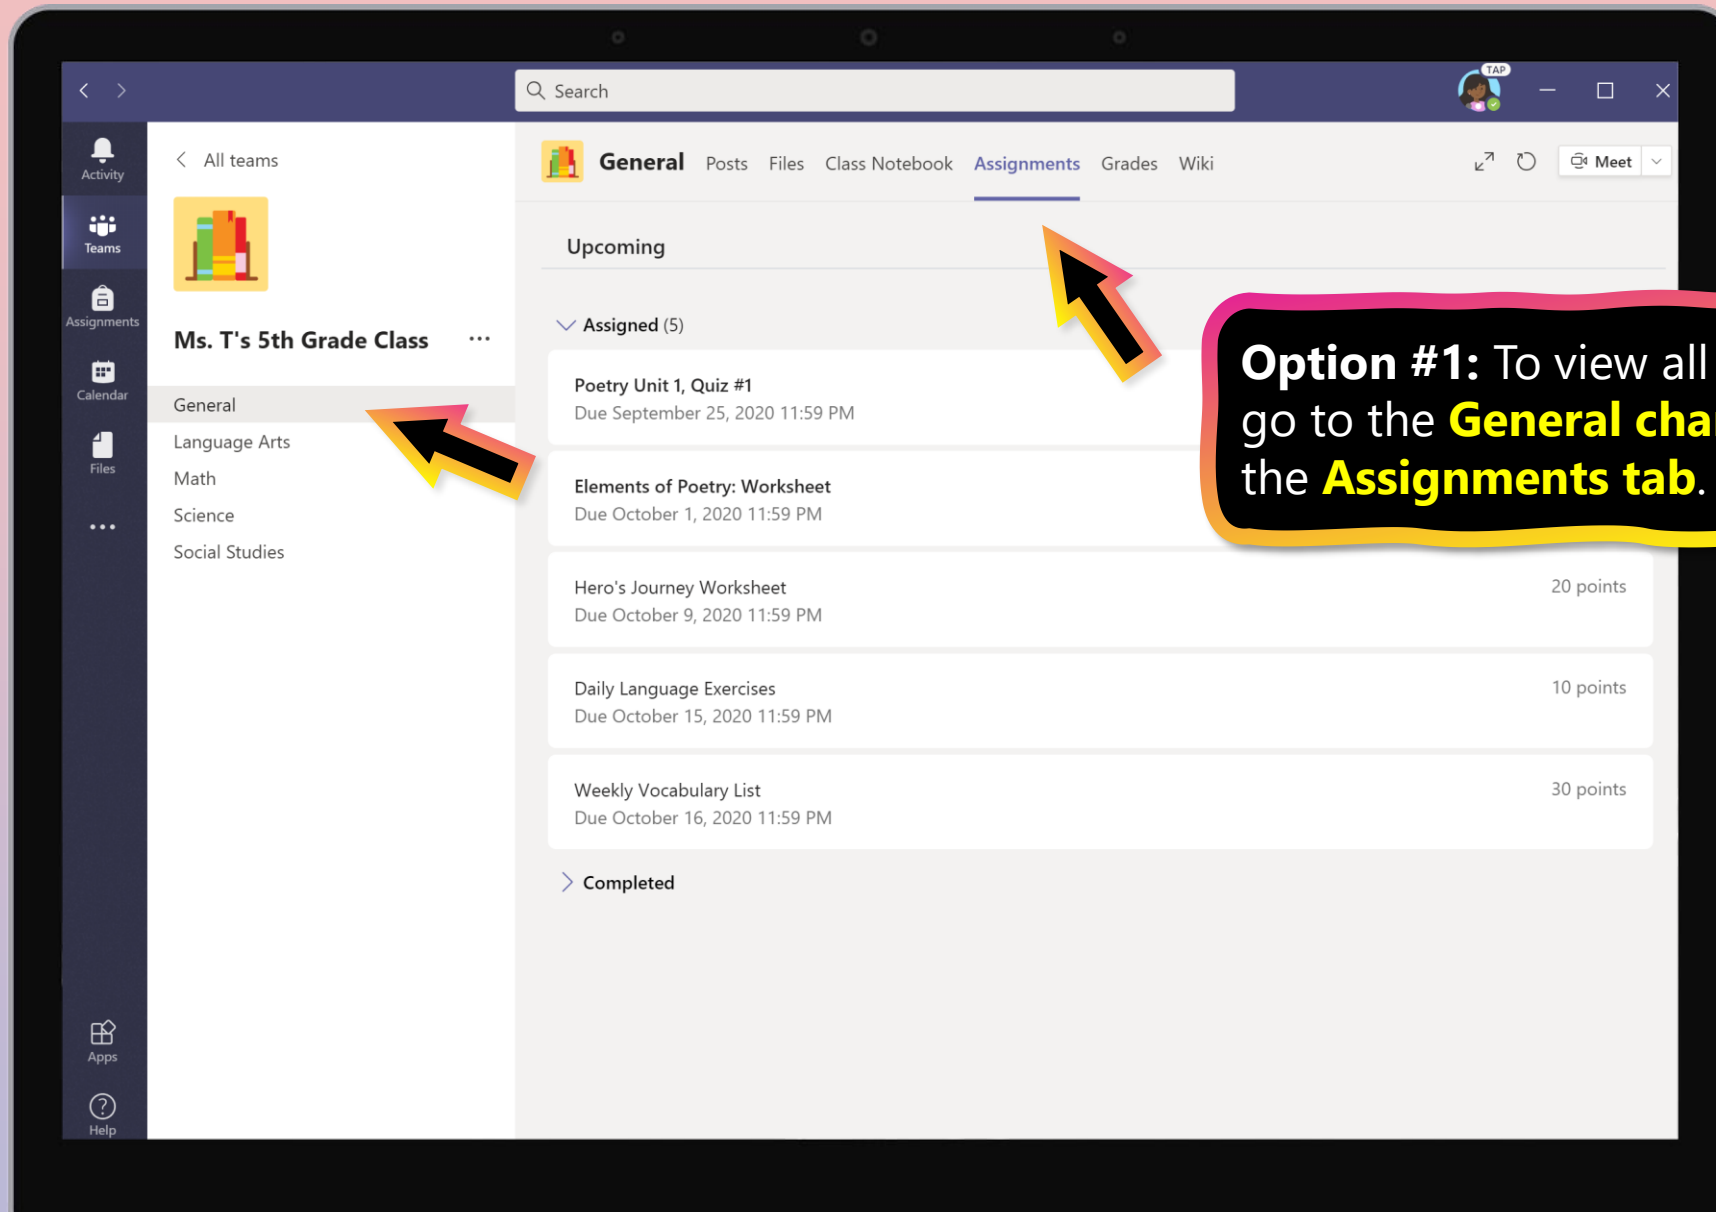 Search
TAP
Activity
Teams
Assignments
Calendar
Files
Apps
Help
All teams
Ms. T's 5th Grade Class
General
Language Arts
Math
Science
Social Studies
General Posts Files Class Notebook Assignments Grades Wiki
Meet
Upcoming
Assigned (5)
Poetry Unit 1, Quiz #1
Due September 25, 2020 11:59 PM
Elements of Poetry: Worksheet
Due October 1, 2020 11:59 PM
Hero's Journey Worksheet
Due October 9, 2020 11:59 PM
20 points
Daily Language Exercises
Due October 15, 2020 11:59 PM
10 points
Weekly Vocabulary List
Due October 16, 2020 11:59 PM
30 points
Completed
Option #1: To view all
go to the General
the Assignments tab.